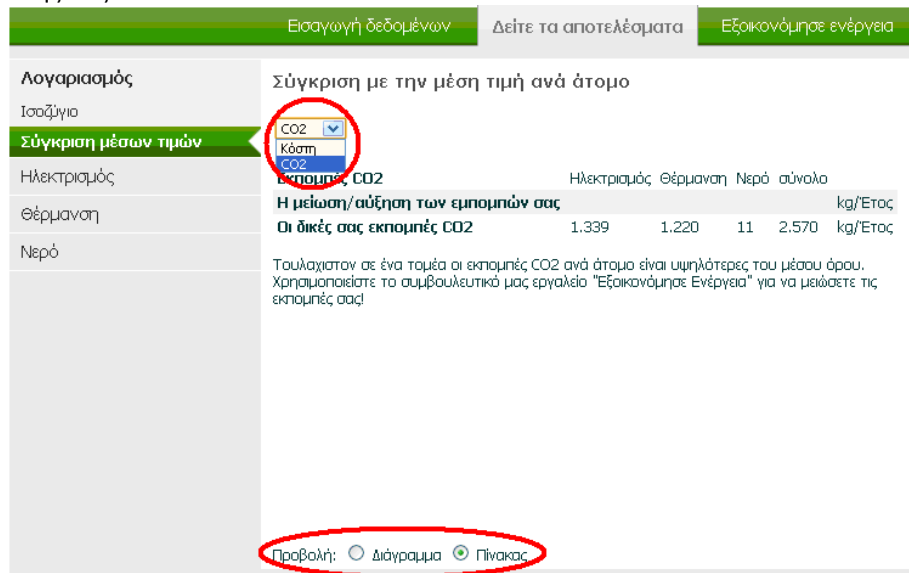 Εισαγωγή δεδομένων Δείτε τα αποτελέσματα Εξοικονόμησε ενέργεια
Λογαριασμός
Ισοζύγιο
Σύγκριση μέσων τιμών
Ηλεκτρισμός
Θέρμανση
Νερό
Σύγκριση με την μέση τιμή ανά άτομο
CO2
Κόστη
CO2
Εκπομπές CO2 Ηλεκτρισμός Θέρμανση Νερό σύνολο
Η μείωση/αύξηση των εμπομπών σας kg/Έτος
Οι δικές σας εκπομπές CO2 1.339 1.220 11 2.570 kg/Έτος
Τουλαχιστον σε ένα τομέα οι εκπομπές CO2 ανά άτομο είναι υψηλότερες του μέσου όρου.
Χρησιμοποιείστε το συμβουλευτικό μας εργαλείο "Εξοικονόμησε Ενέργεια" για να μειώσετε τις
εκπομπές σας!
Προβολή: Διάγραμμα Πίνακας